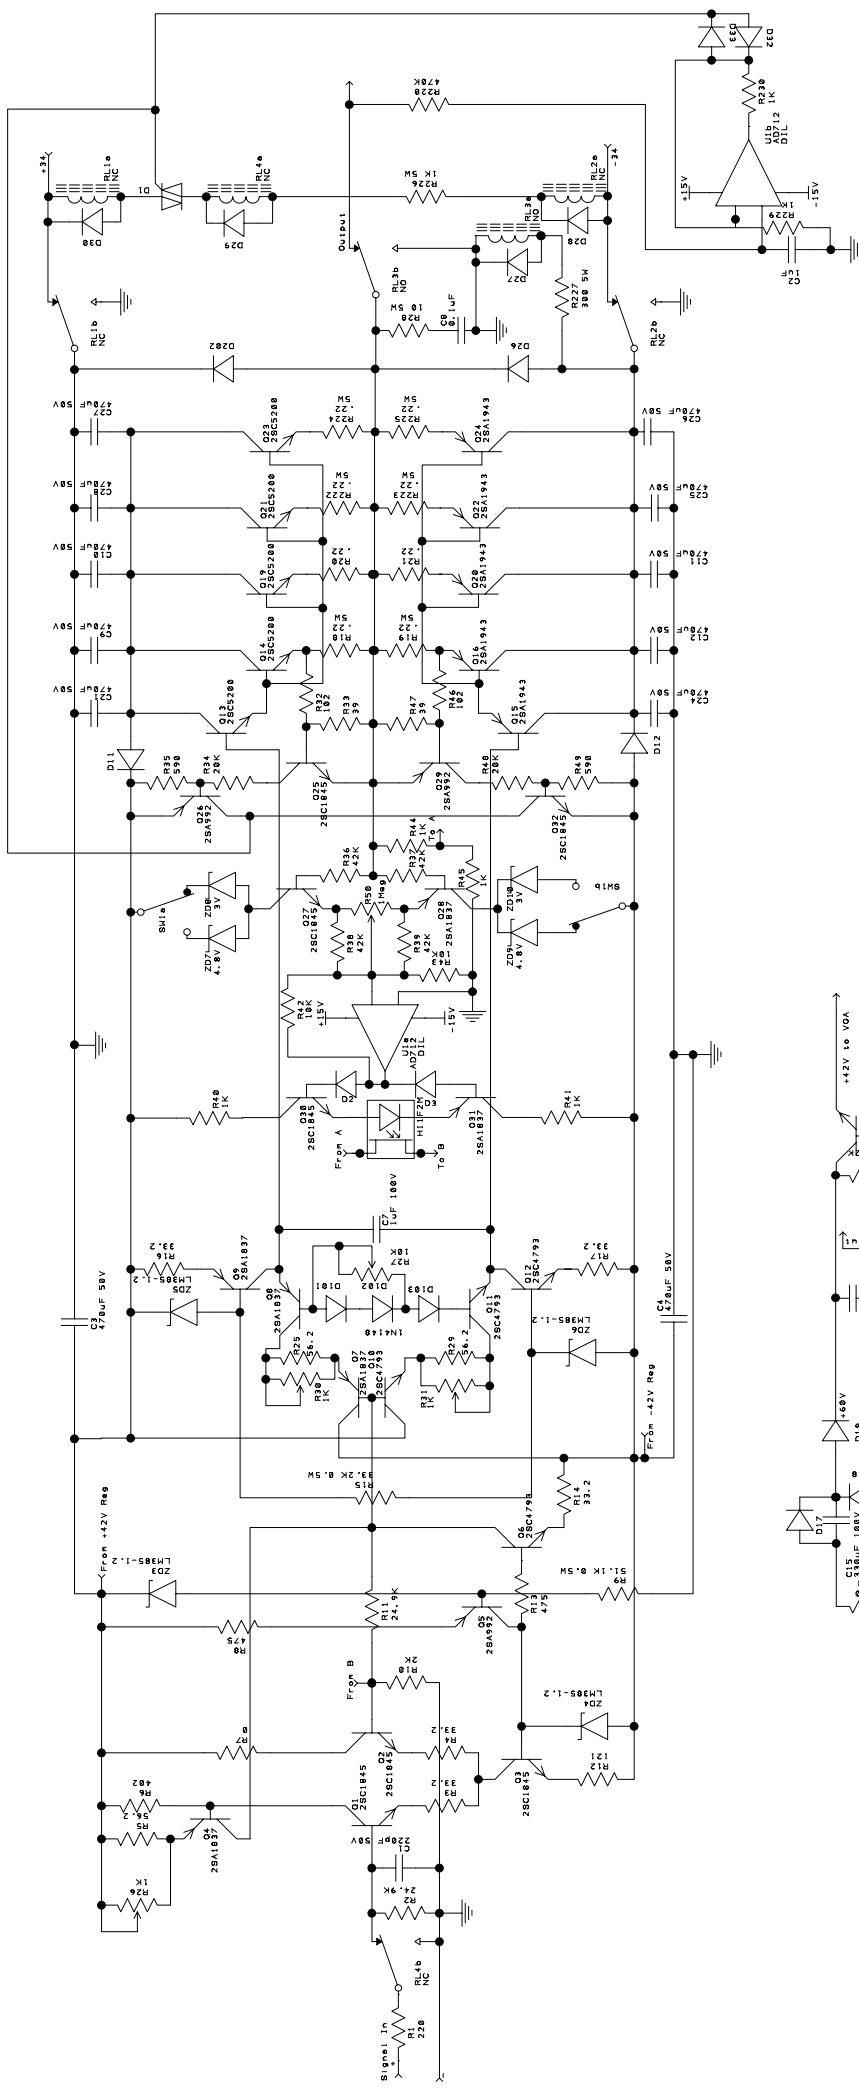 D33
D32
R230
1K
U1b
AD712
DIL
+15V
-15V
1K
R229
C2
1uF
R228
470K
+34
RL1a
NC
D1
RL4a
NC
D30
D29
R226
1K 5W
-34
RL2a
NC
RL3a
NO
D28
D27
Output
RL3b
NO
R28
10 5W
C8
0.1uF
R227
300 5W
RL1b
NC
RL2b
NC
D202
D26
C27
470uF 50V
Q23
2SC5200
R224
.22
5W
R225
.22
5W
Q24
2SA1943
C26
470uF 50V
C28
470uF 50V
Q21
2SC5200
R222
.22
5W
R223
.22
5W
Q22
2SA1943
C25
470uF 50V
C10
470uF 50V
Q19
2SC5200
R20
.22
5W
R21
.22
5W
Q20
2SA1943
C11
470uF 50V
C9
470uF 50V
Q14
2SC5200
R18
.22
5W
R19
.22
5W
Q16
2SA1943
C12
470uF 50V
C21
470uF 50V
Q13
2SC5200
R32
102
R33
39
R47
39
R46
102
Q15
2SA1943
C24
470uF 50V
D11
R35
590
R34
20K
Q26
2SA992
Q25
2SC1845
Q29
2SA992
R48
20K
R49
590
Q32
2SC1845
D12
R44
1K
To A
R36
42K
R37
42K
R45
1K
SW1a
ZD8
3V
ZD7
4.8V
Q27
2SC1845
R50
1Meg
Q28
2SA1837
ZD10
3V
ZD9
4.8V
SW1b
R38
42K
R39
42K
R43
10K
R42
10K
+15V
-15V
U1a
AD712
DIL
R40
1K
Q30
2SC1845
D2
D3
H11F2M
Q31
2SA1837
R41
1K
From A
To B
C7
1uF 100V
R16
33.2
Q9
2SA1837
LM385-1.2
ZD5
Q8
2SA1837
R27
10K
D101
D102
D103
1N4148
Q11
2SC4793
Q12
2SC4793
R17
33.2
LM385-1.2
ZD6
C3
470uF 50V
C4
470uF 50V
R25
56.2
R30
1K
Q7
2SA1837
Q10
2SC4793
R29
56.2
R31
1K
From -42V Reg
33.2K 0.5W
R15
R14
33.2
Q6
2SC4793
From +42V Reg
LM385-1.2
ZD3
R11
24.9K
R13
475
51.1K 0.5W
R9
R8
475
Q5
2SA992
From B
R10
2K
LM385-1.2
ZD4
R7
0
Q2
2SC1845
R4
33.2
Q1
2SC1845
R3
33.2
Q3
2SC1845
R12
121
R6
402
R5
56.2
Q4
2SA1837
R26
1K
C1
220pF 50V
R2
24.9K
RL4b
NC
Signal In
+
R1
220
-
+42V to VGA
+60V
D17
C15
330uF 100V